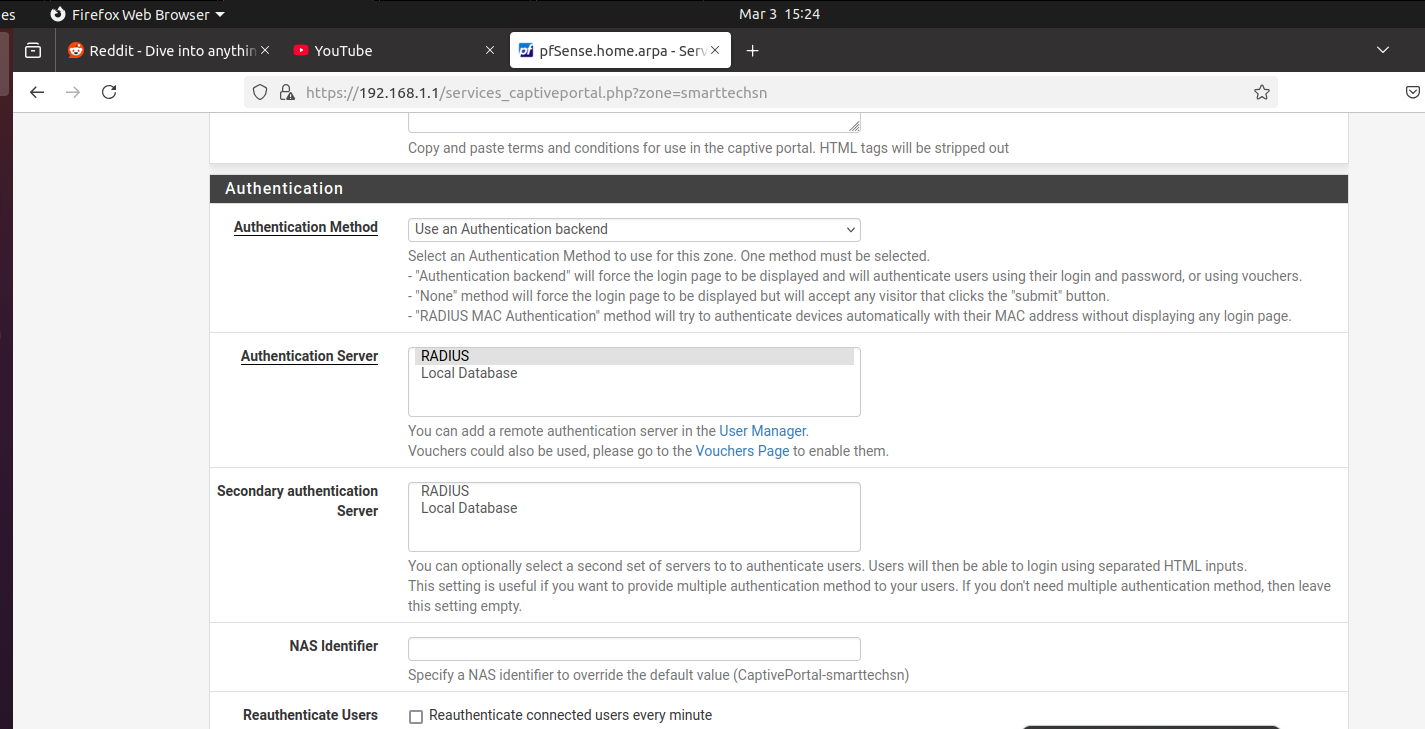 es
Firefox Web Browser
Mar 3 15:24
Reddit - Dive into anythin
YouTube
pfSense.home.arpa - Serv
https://192.168.1.1/services_captiveportal.php?zone=smarttechsn
Copy and paste terms and conditions for use in the captive portal. HTML tags will be stripped out
Authentication
Authentication Method
Use an Authentication backend
Select an Authentication Method to use for this zone. One method must be selected.
- "Authentication backend" will force the login page to be displayed and will authenticate users using their login and password, or using vouchers.
- "None" method will force the login page to be displayed but will accept any visitor that clicks the "submit" button.
- "RADIUS MAC Authentication" method will try to authenticate devices automatically with their MAC address without displaying any login page.
Authentication Server
RADIUS
Local Database
You can add a remote authentication server in the User Manager.
Vouchers could also be used, please go to the Vouchers Page to enable them.
Secondary authentication
Server
RADIUS
Local Database
You can optionally select a second set of servers to to authenticate users. Users will then be able to login using separated HTML inputs.
This setting is useful if you want to provide multiple authentication method to your users. If you don't need multiple authentication method, then leave
this setting empty.
NAS Identifier
Specify a NAS identifier to override the default value (CaptivePortal-smarttechsn)
Reauthenticate Users
Reauthenticate connected users every minute